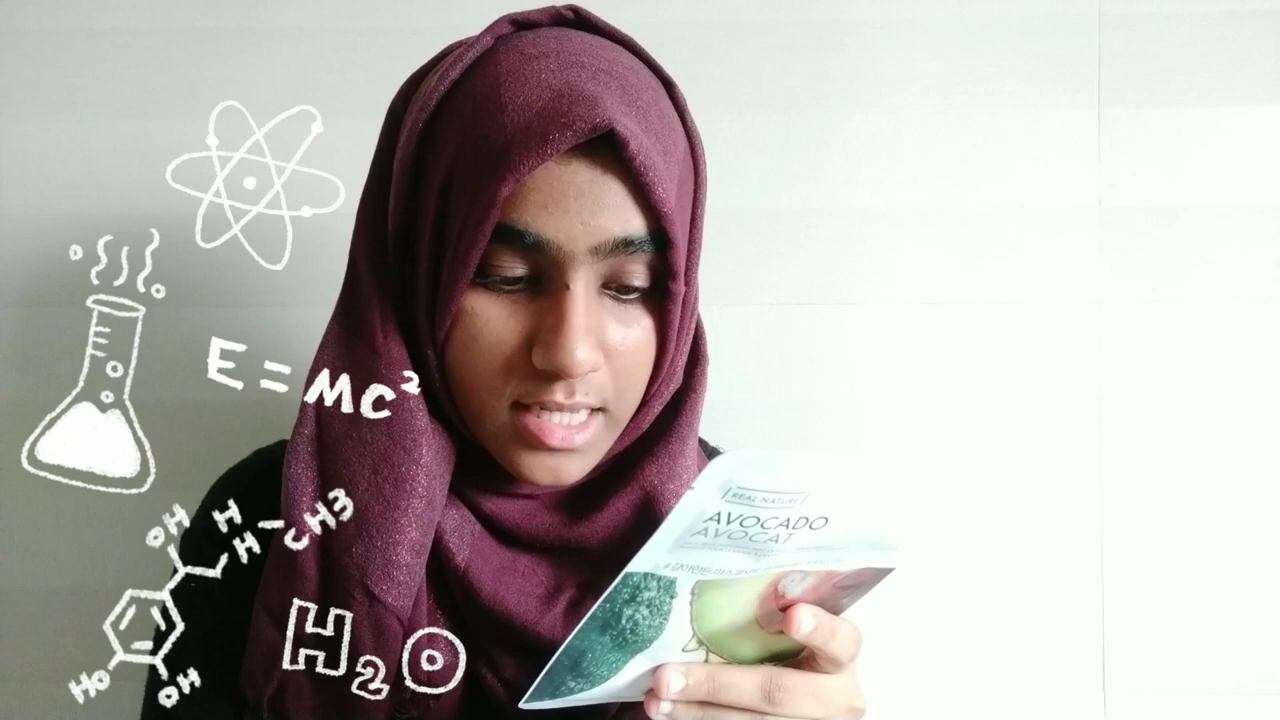 E = MC²
OH
H
H
CH3
HO
OH
H₂O
REAL NATURE
AVOCADO
AVOCAT